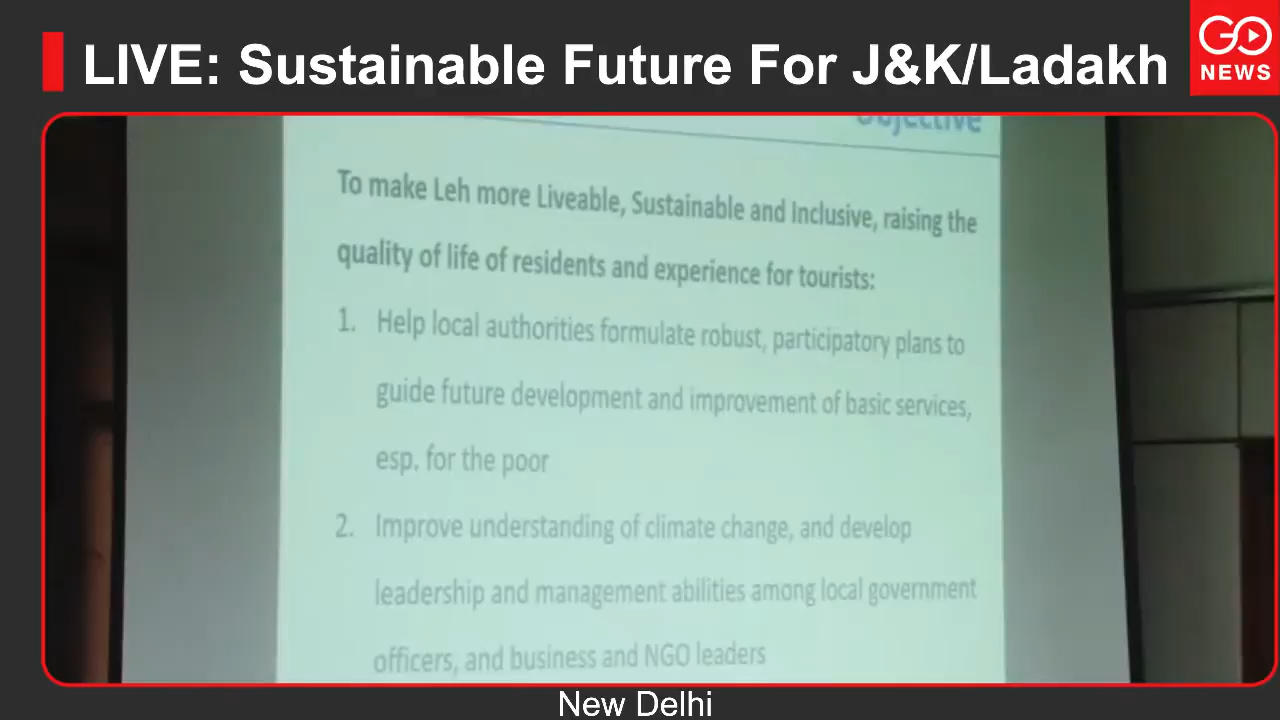 LIVE: Sustainable Future For J&K/Ladakh
GO
NEWS
Objective
To make Leh more Liveable, Sustainable and Inclusive, raising the
quality of life of residents and experience for tourists:
1. Help local authorities formulate robust, participatory plans to
guide future development and improvement of basic services,
esp. for the poor
2. Improve understanding of climate change, and develop
leadership and management abilities among local government
officers, and business and NGO leaders
New Delhi